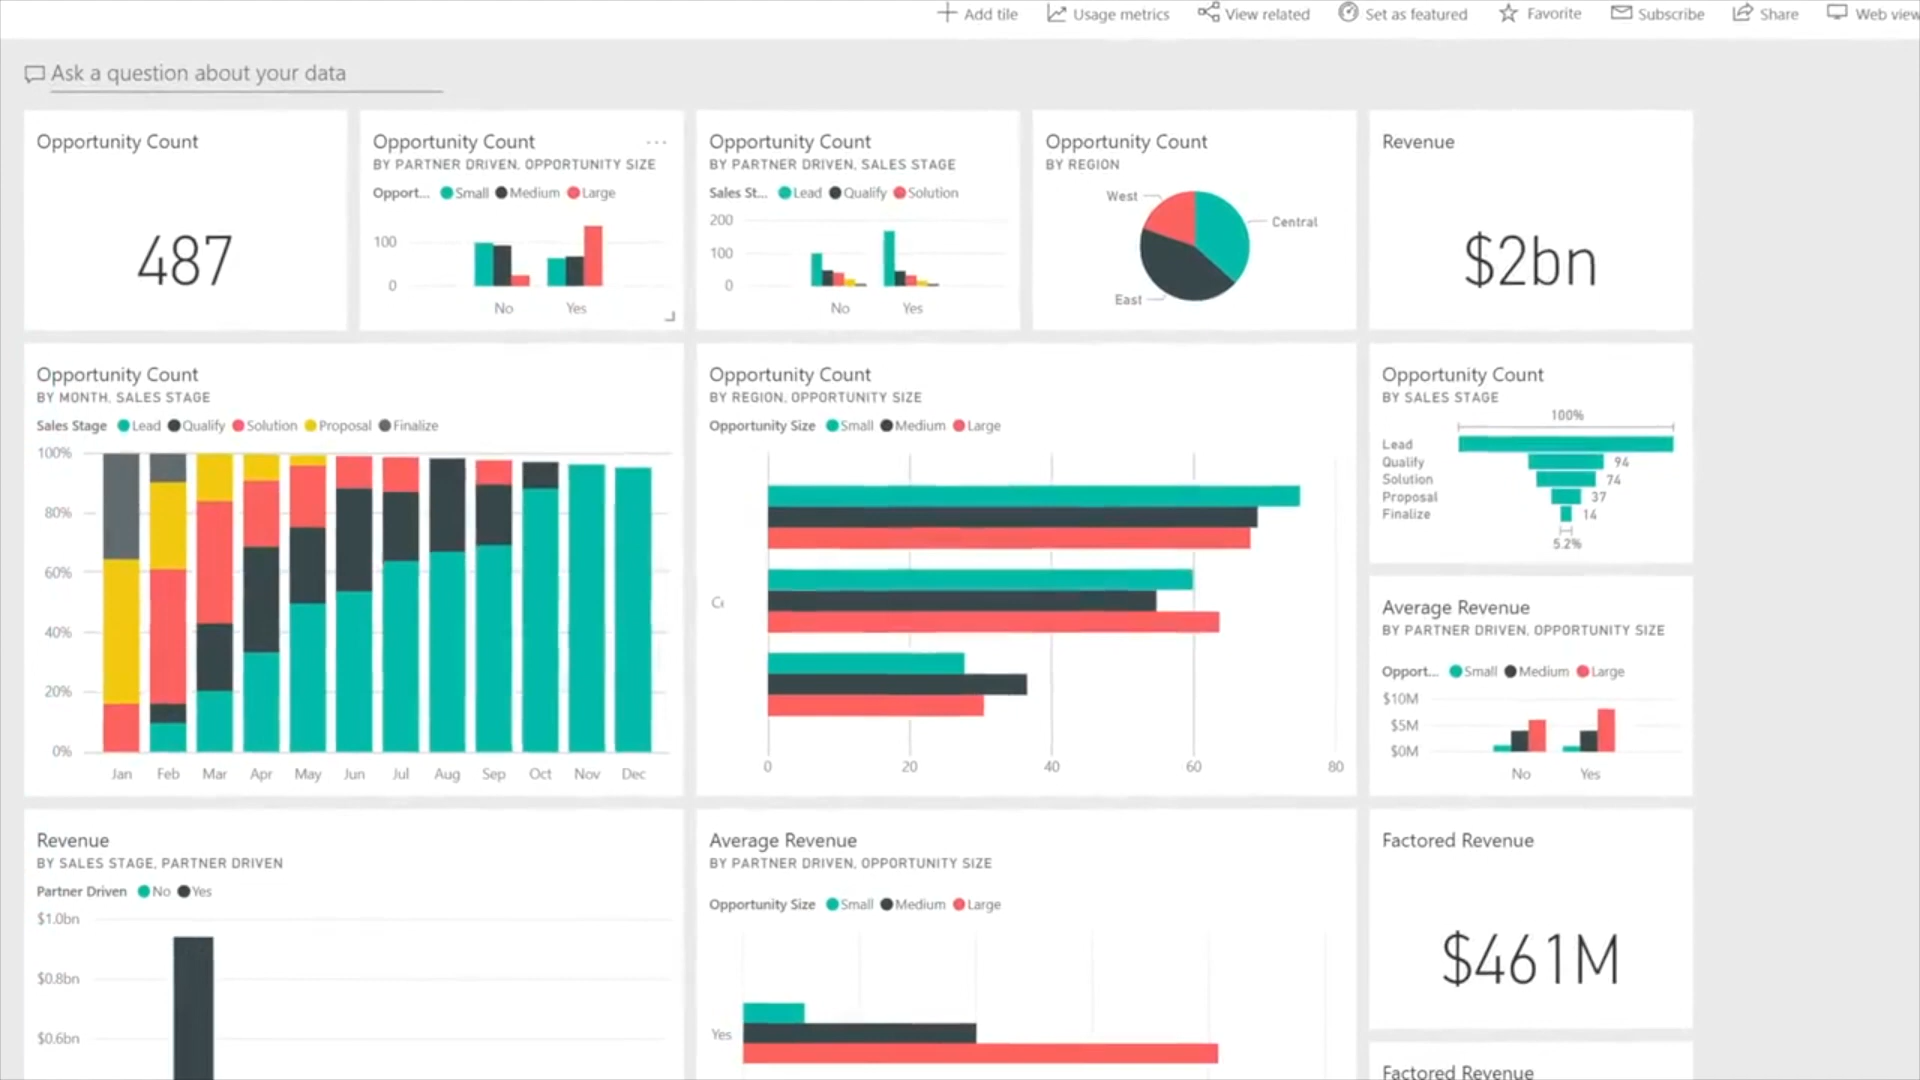 Add tile Usage metrics View related Set as featured Favorite Subscribe Share Web view
Ask a question about your data
Opportunity Count
487
Opportunity Count
BY PARTNER DRIVEN, OPPORTUNITY SIZE
Opport... Small Medium Large
100
0
No Yes
Opportunity Count
BY PARTNER DRIVEN, SALES STAGE
Sales St... Lead Qualify Solution
200
100
0
No Yes
Opportunity Count
BY REGION
West
Central
East
Revenue
$2bn
Opportunity Count
BY MONTH, SALES STAGE
Sales Stage Lead Qualify Solution Proposal Finalize
100%
80%
60%
40%
20%
0%
Jan Feb Mar Apr May Jun Jul Aug Sep Oct Nov Dec
Opportunity Count
BY REGION, OPPORTUNITY SIZE
Opportunity Size Small Medium Large
0 20 40 60 80
Opportunity Count
BY SALES STAGE
100%
Lead
Qualify 94
Solution 74
Proposal 37
Finalize 14
5.2%
Average Revenue
BY PARTNER DRIVEN, OPPORTUNITY SIZE
Opport... Small Medium Large
$10M
$5M
$0M
No Yes
Revenue
BY SALES STAGE, PARTNER DRIVEN
Partner Driven No Yes
$1.0bn
$0.8bn
$0.6bn
Average Revenue
BY PARTNER DRIVEN, OPPORTUNITY SIZE
Opportunity Size Small Medium Large
Yes
Factored Revenue
$461M
Factored Revenue